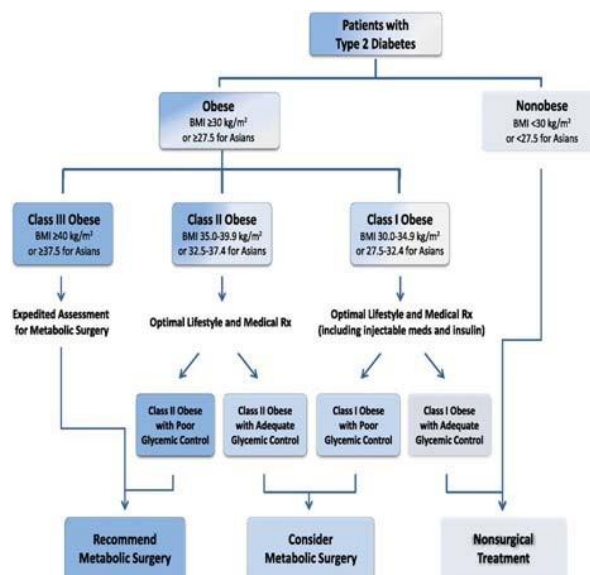 Patients with
Type 2 Diabetes
Obese
BMI ≥30 kg/m²
or ≥27.5 for Asians
Nonobese
BMI <30 kg/m²
or <27.5 for Asians
Class III Obese
BMI ≥40 kg/m²
or ≥37.5 for Asians
Class II Obese
BMI 35.0-39.9 kg/m²
or 32.5-37.4 for Asians
Class I Obese
BMI 30.0-34.9 kg/m²
or 27.5-32.4 for Asians
Expedited Assessment
for Metabolic Surgery
Optimal Lifestyle and Medical Rx
Optimal Lifestyle and Medical Rx
(including injectable meds and insulin)
Class II Obese
with Poor
Glycemic Control
Class II Obese
with Adequate
Glycemic Control
Class I Obese
with Poor
Glycemic Control
Class I Obese
with Adequate
Glycemic Control
Recommend
Metabolic Surgery
Consider
Metabolic Surgery
Nonsurgical
Treatment